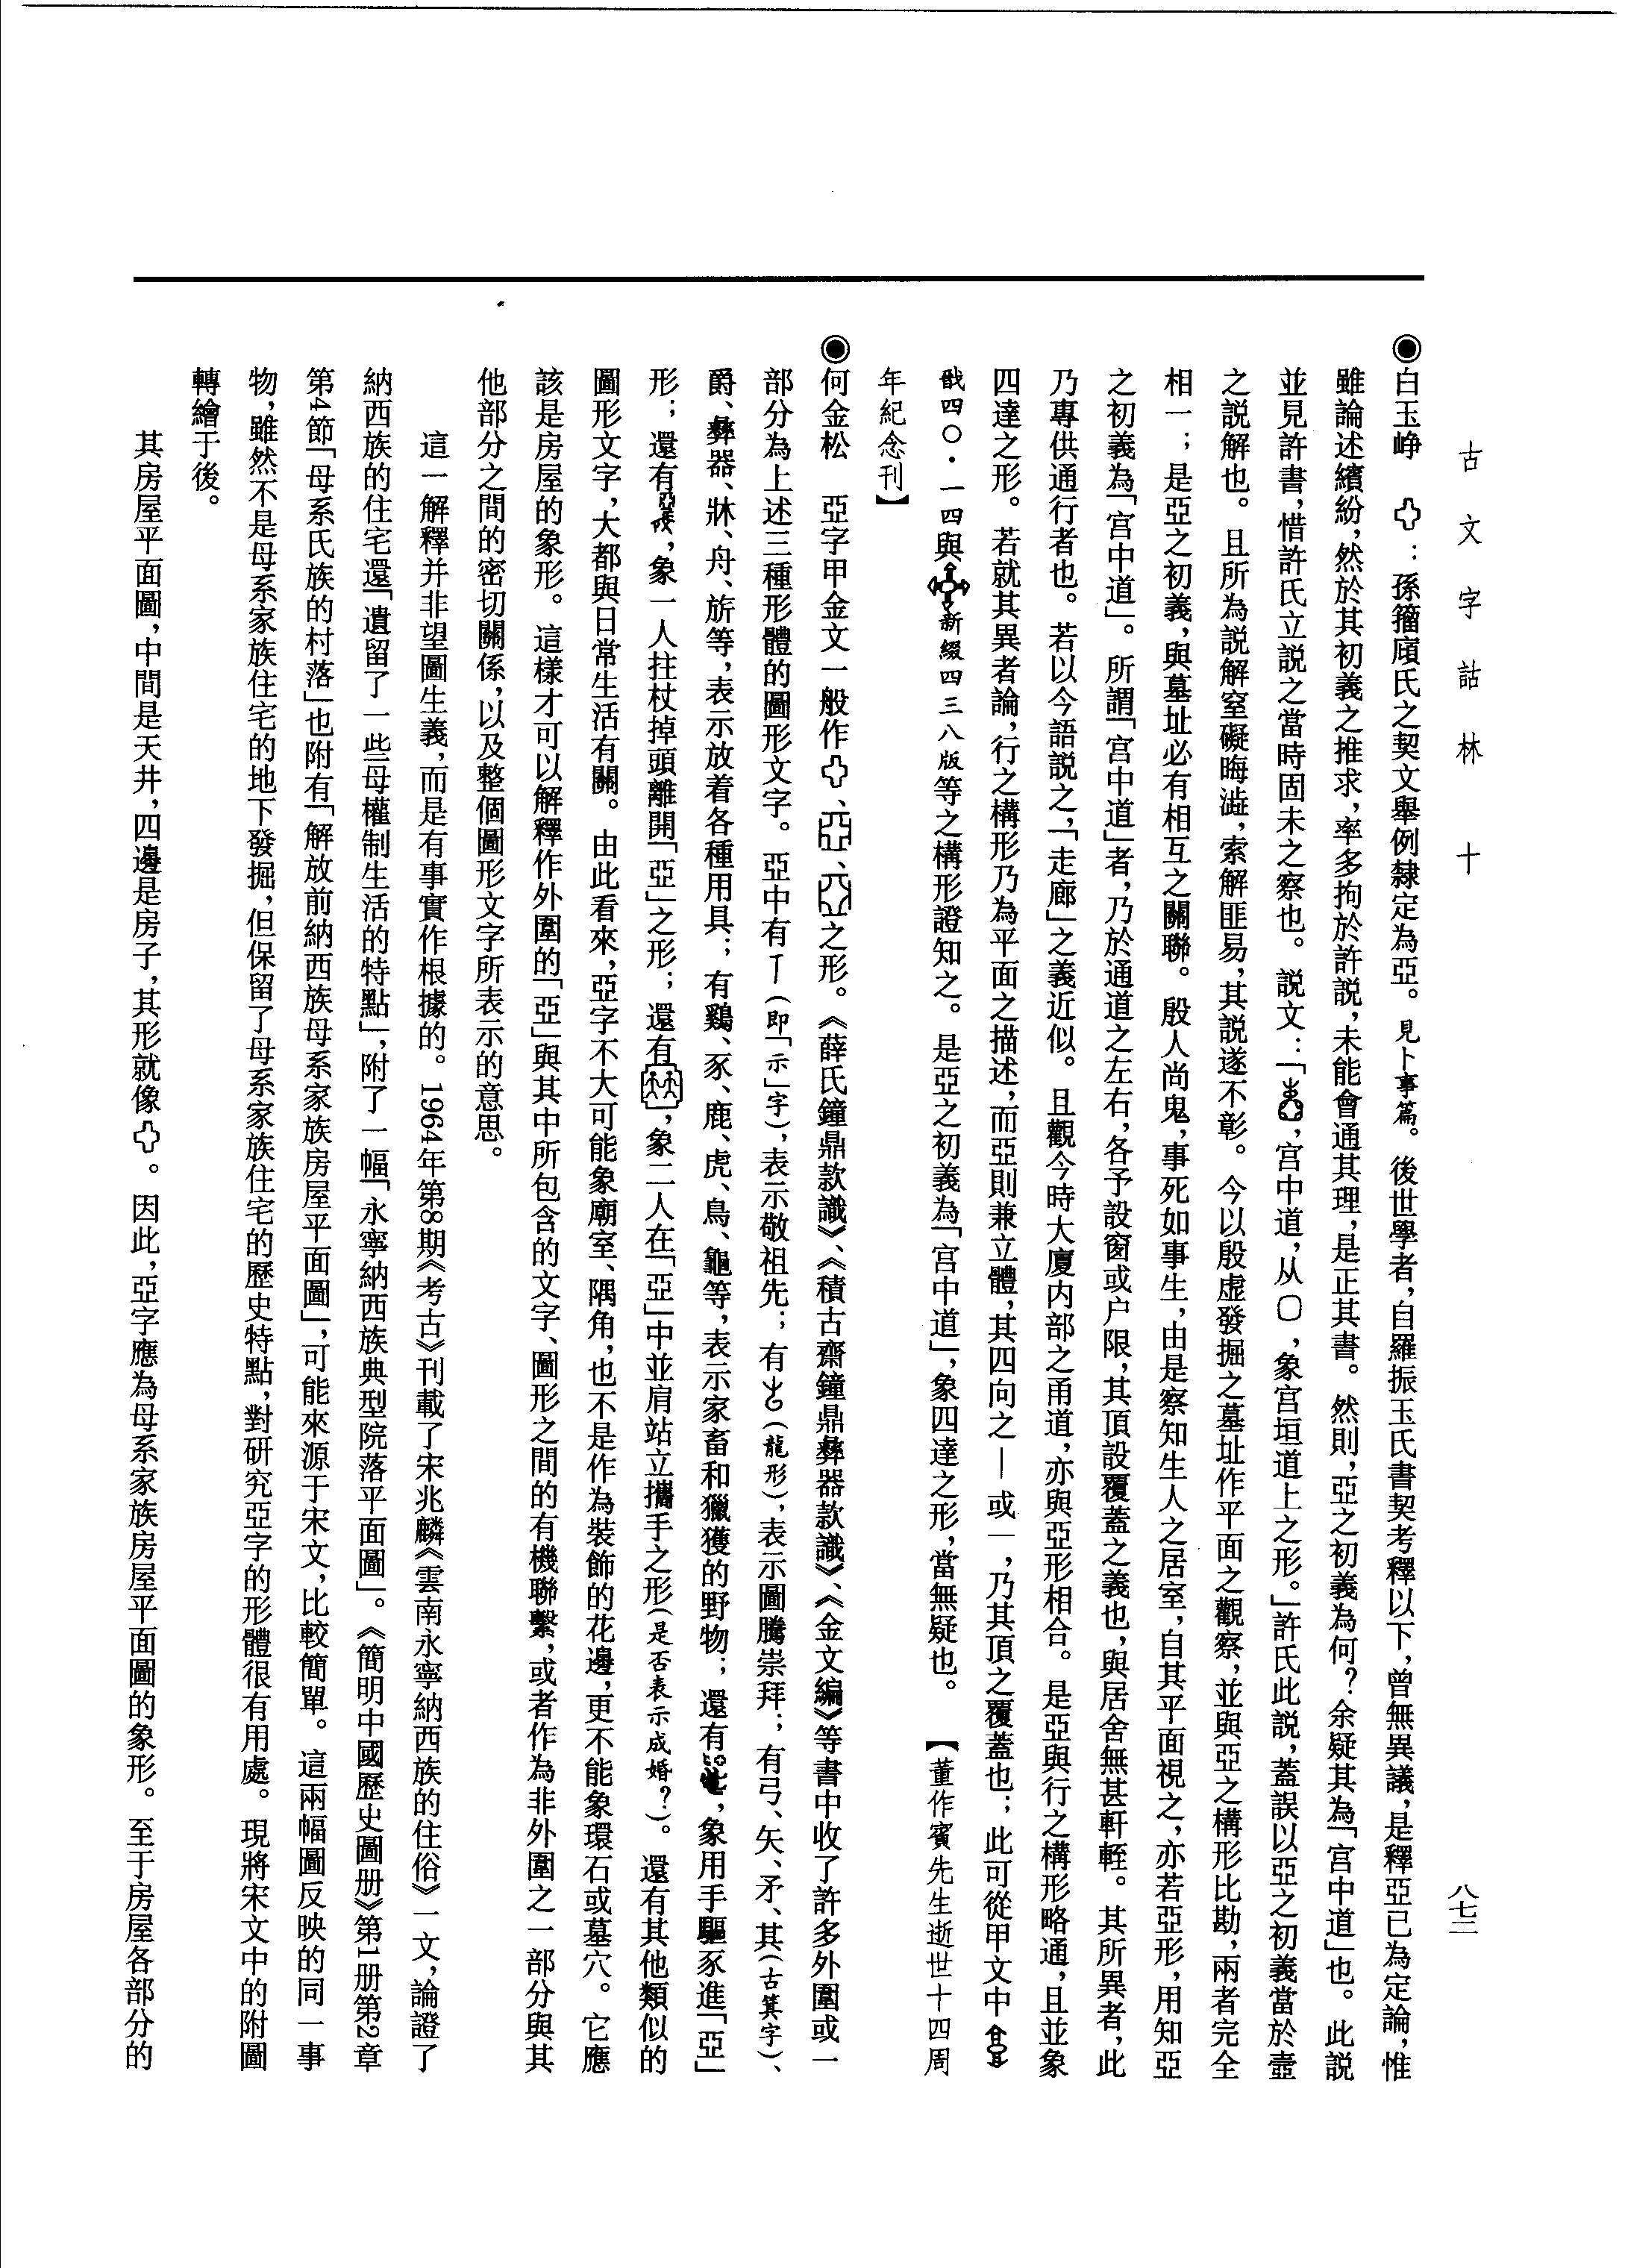 古文字詁林 十
八七二
◉白玉崢 ：孫籀廎氏之契文舉例隸定為亞。見卜事篇。後世學者，自羅振玉氏書契考釋以下，曾無異議，是釋亞已為定論，惟
雖論述繽紛，然於其初義之推求，率多拘於許説，未能會通其理，是正其書。然則，亞之初義為何？余疑其為「宫中道」也。此説
並見許書，惜許氏立説之當時固未之察也。説文：「，宫中道，从囗，象宫垣道上之形。」許氏此説，蓋誤以亞之初義當於壼
之説解也。且所為説解窒礙晦澁，索解匪易，其説遂不彰。今以殷虚發掘之墓址作平面之觀察，並與亞之構形比勘，兩者完全
相一；是亞之初義，與墓址必有相互之關聯。殷人尚鬼，事死如事生，由是察知生人之居室，自其平面視之，亦若亞形，用知亞
之初義為「宫中道」。所謂「宫中道」者，乃於通道之左右，各予設窗或户限，其頂設覆蓋之義也，與居舍無甚軒輊。其所異者，此
乃專供通行者也。若以今語説之，「走廊」之義近似。且觀今時大廈内部之甬道，亦與亞形相合。是亞與行之構形略通，且並象
四達之形。若就其異者論，行之構形乃為平面之描述，而亞則兼立體，其四向之｜或一，乃其頂之覆蓋也；此可從甲文中
戩四〇·一四與新綴四三八版等之構形證知之。是亞之初義為「宫中道」，象四達之形，當無疑也。【董作賓先生逝世十四周
年紀念刊】
◉何金松 亞字甲金文一般作、、之形。《薛氏鐘鼎款識》、《積古齋鐘鼎彝器款識》、《金文編》等書中收了許多外圍或一
部分為上述三種形體的圖形文字。亞中有（即「示」字），表示敬祖先；有（龍形），表示圖騰崇拜；有弓、矢、矛、其（古箕字）、
爵、彝器、牀、舟、旂等，表示放着各種用具；有鷄、豕、鹿、虎、鳥、龜等，表示家畜和獵獲的野物；還有，象用手驅豕進「亞」
形；還有，象一人拄杖掉頭離開「亞」之形；還有，象二人在「亞」中並肩站立攜手之形（是否表示成婚？）。還有其他類似的
圖形文字，大都與日常生活有關。由此看來，亞字不大可能象廟室、隅角，也不是作為裝飾的花邊，更不能象環石或墓穴。它應
該是房屋的象形。這樣才可以解釋作外圍的「亞」與其中所包含的文字、圖形之間的有機聯繫，或者作為非外圍之一部分與其
他部分之間的密切關係，以及整個圖形文字所表示的意思。
這一解釋并非望圖生義，而是有事實作根據的。1964年第8期《考古》刊載了宋兆麟《雲南永寧納西族的住俗》一文，論證了
納西族的住宅還「遺留了一些母權制生活的特點」，附了一幅「永寧納西族典型院落平面圖」。《簡明中國歷史圖册》第1册第2章
第4節「母系氏族的村落」也附有「解放前納西族母系家族房屋平面圖」，可能來源于宋文，比較簡單。這兩幅圖反映的同一事
物，雖然不是母系家族住宅的地下發掘，但保留了母系家族住宅的歷史特點，對研究亞字的形體很有用處。現將宋文中的附圖
轉繪于後。
其房屋平面圖，中間是天井，四邊是房子，其形就像。因此，亞字應為母系家族房屋平面圖的象形。至于房屋各部分的